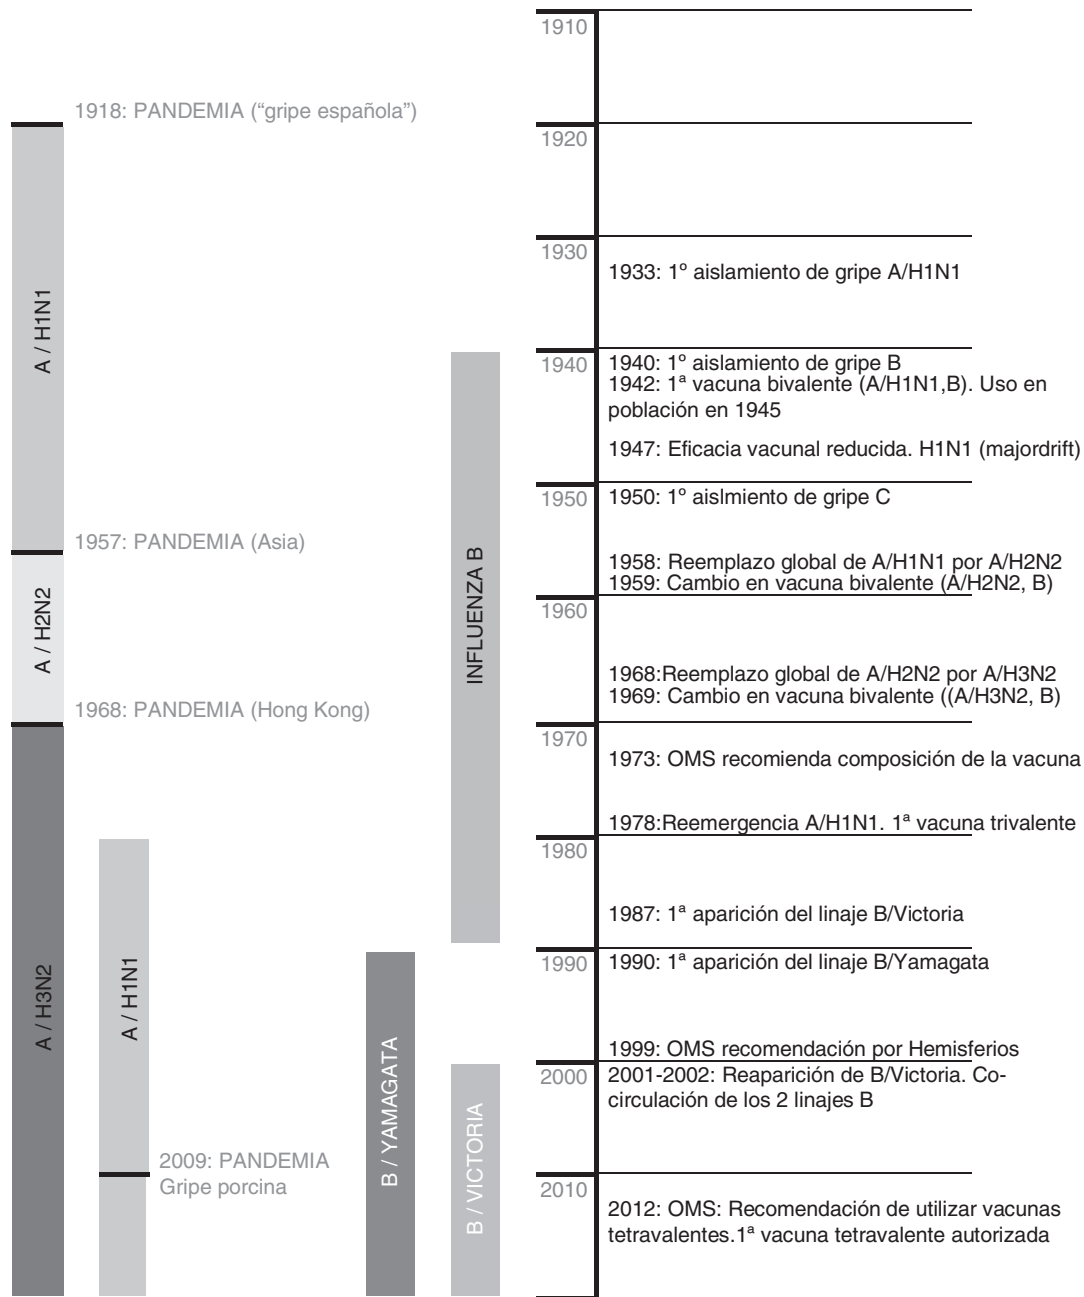 1910
1918: PANDEMIA (“gripe española”)
1920
1930
1933: 1º aislamiento de gripe A/H1N1
A / H1N1
1940
1940: 1º aislamiento de gripe B
1942: 1ª vacuna bivalente (A/H1N1,B). Uso en
población en 1945
1947: Eficacia vacunal reducida. H1N1 (majordrift)
1950
1950: 1º aislmiento de gripe C
1957: PANDEMIA (Asia)
1958: Reemplazo global de A/H1N1 por A/H2N2
1959: Cambio en vacuna bivalente (A/H2N2, B)
A / H2N2
INFLUENZA B
1960
1968:Reemplazo global de A/H2N2 por A/H3N2
1969: Cambio en vacuna bivalente ((A/H3N2, B)
1968: PANDEMIA (Hong Kong)
1970
1973: OMS recomienda composición de la vacuna
1978:Reemergencia A/H1N1. 1ª vacuna trivalente
1980
1987: 1ª aparición del linaje B/Victoria
1990
1990: 1ª aparición del linaje B/Yamagata
A / H3N2
A / H1N1
1999: OMS recomendación por Hemisferios
2000
2001-2002: Reaparición de B/Victoria. Co-
circulación de los 2 linajes B
B / YAMAGATA
B / VICTORIA
2009: PANDEMIA
Gripe porcina
2010
2012: OMS: Recomendación de utilizar vacunas
tetravalentes.1ª vacuna tetravalente autorizada